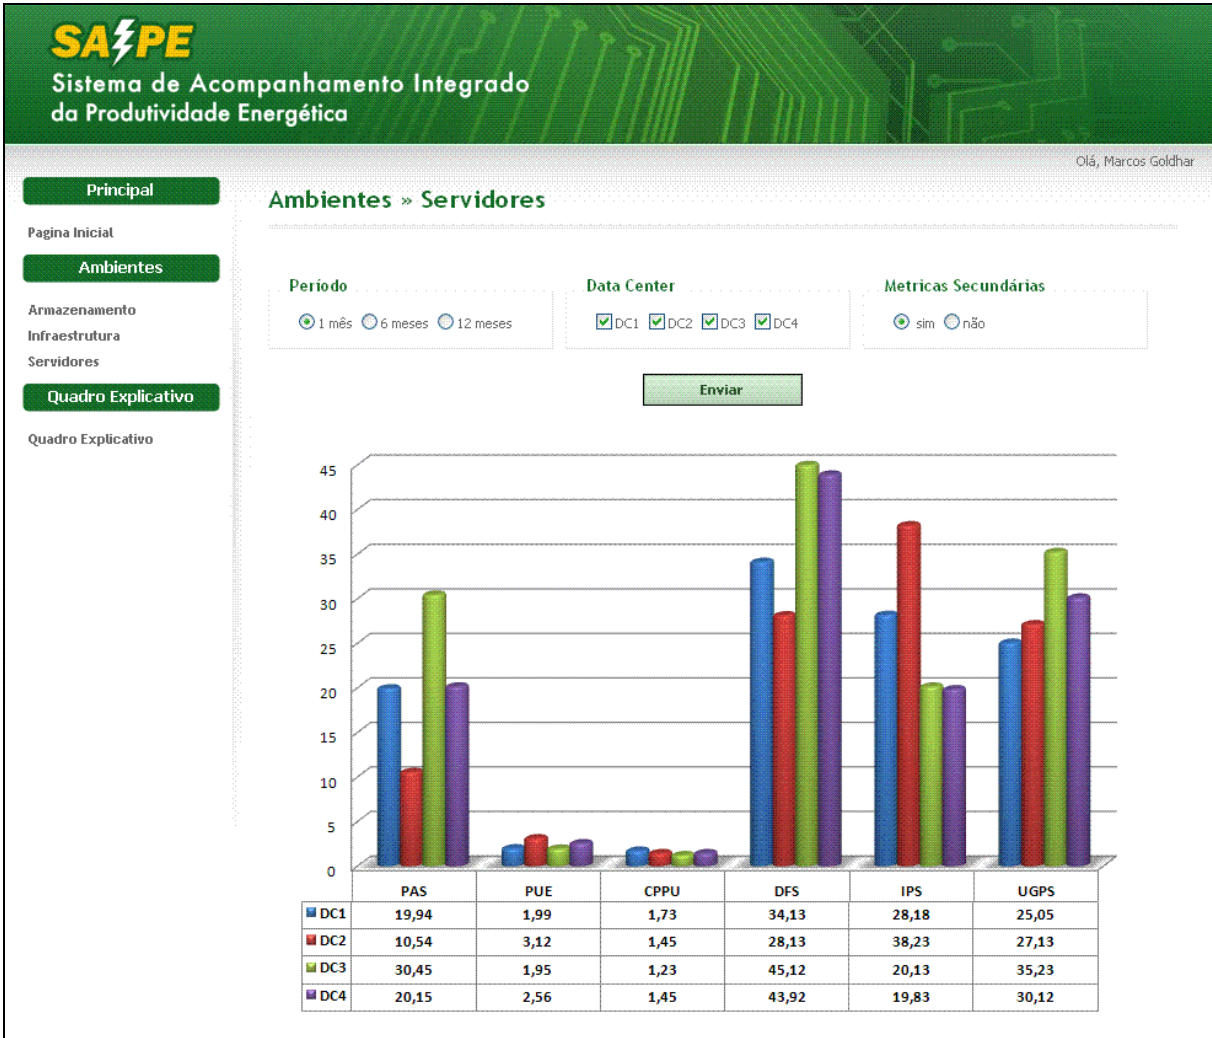 SAIPE
Sistema de Acompanhamento Integrado
da Produtividade Energética
Olá, Marcos Goldhar
Principal
Pagina Inicial
Ambientes
Armazenamento
Infraestrutura
Servidores
Quadro Explicativo
Quadro Explicativo
Ambientes » Servidores
Período
1 mês 6 meses 12 meses
Data Center
DC1 DC2 DC3 DC4
Metricas Secundárias
sim não
Enviar
45
40
35
30
25
20
15
10
5
0
PAS PUE CPPU DFS IPS UGPS
DC1 19,94 1,99 1,73 34,13 28,18 25,05
DC2 10,54 3,12 1,45 28,13 38,23 27,13
DC3 30,45 1,95 1,23 45,12 20,13 35,23
DC4 20,15 2,56 1,45 43,92 19,83 30,12